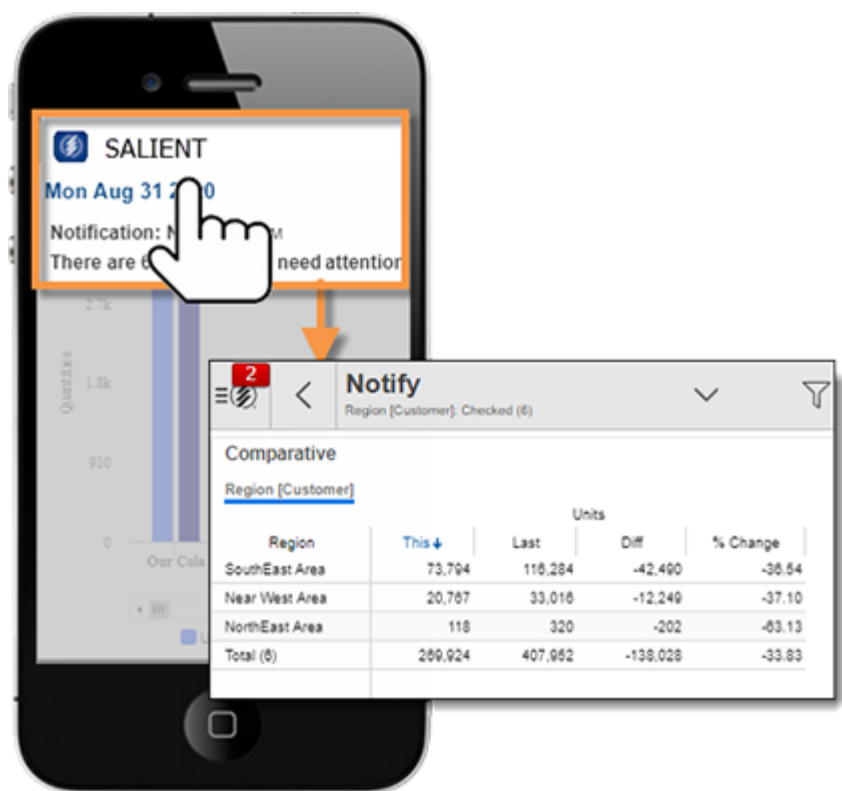 SALIENT
Mon Aug 31 2 0
Notification: N M
There are 6 need attention
2.7k
Quantities
1.8k
910
0
Our Cola
U
2
Notify
Region [Customer]: Checked (6)
Comparative
Region [Customer]
Units
Region This Last Diff % Change
SouthEast Area 73,794 116,284 -42,490 -36.54
Near West Area 20,767 33,016 -12,249 -37.10
NorthEast Area 118 320 -202 -63.13
Total (6) 269,924 407,952 -138,028 -33.83